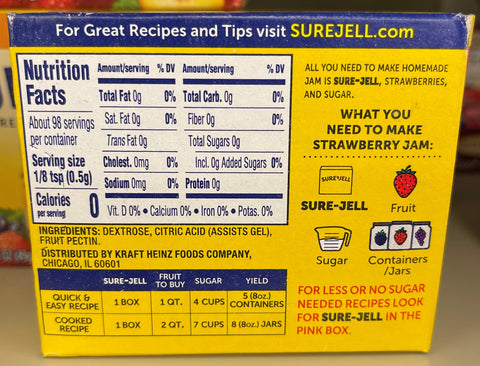 For Great Recipes and Tips visit SUREJELL.com
Nutrition
Facts
About 98 servings
per container
Serving size
1/8 tsp (0.5g)
Calories
per serving
0
Amount/serving % DV Amount/serving % DV
Total Fat 0g 0% Total Carb. 0g 0%
Sat. Fat 0g 0% Fiber 0g 0%
Trans Fat 0g Total Sugars 0g
Cholest. 0mg 0% Incl. 0g Added Sugars 0%
Sodium 0mg 0% Protein 0g
Vit. D 0% • Calcium 0% • Iron 0% • Potas. 0%
INGREDIENTS: DEXTROSE, CITRIC ACID (ASSISTS GEL),
FRUIT PECTIN.
DISTRIBUTED BY KRAFT HEINZ FOODS COMPANY,
CHICAGO, IL 60601
SURE-JELL FRUIT TO BUY SUGAR YIELD
QUICK & EASY RECIPE 1 BOX 1 QT. 4 CUPS 5 (8oz.) CONTAINERS
COOKED RECIPE 1 BOX 2 QT. 7 CUPS 8 (8oz.) JARS
ALL YOU NEED TO MAKE HOMEMADE
JAM IS SURE-JELL, STRAWBERRIES,
AND SUGAR.
WHAT YOU
NEED TO MAKE
STRAWBERRY JAM:
SURE-JELL
SURE-JELL Fruit
Sugar Containers
/Jars
FOR LESS OR NO SUGAR
NEEDED RECIPES LOOK
FOR SURE-JELL IN THE
PINK BOX.